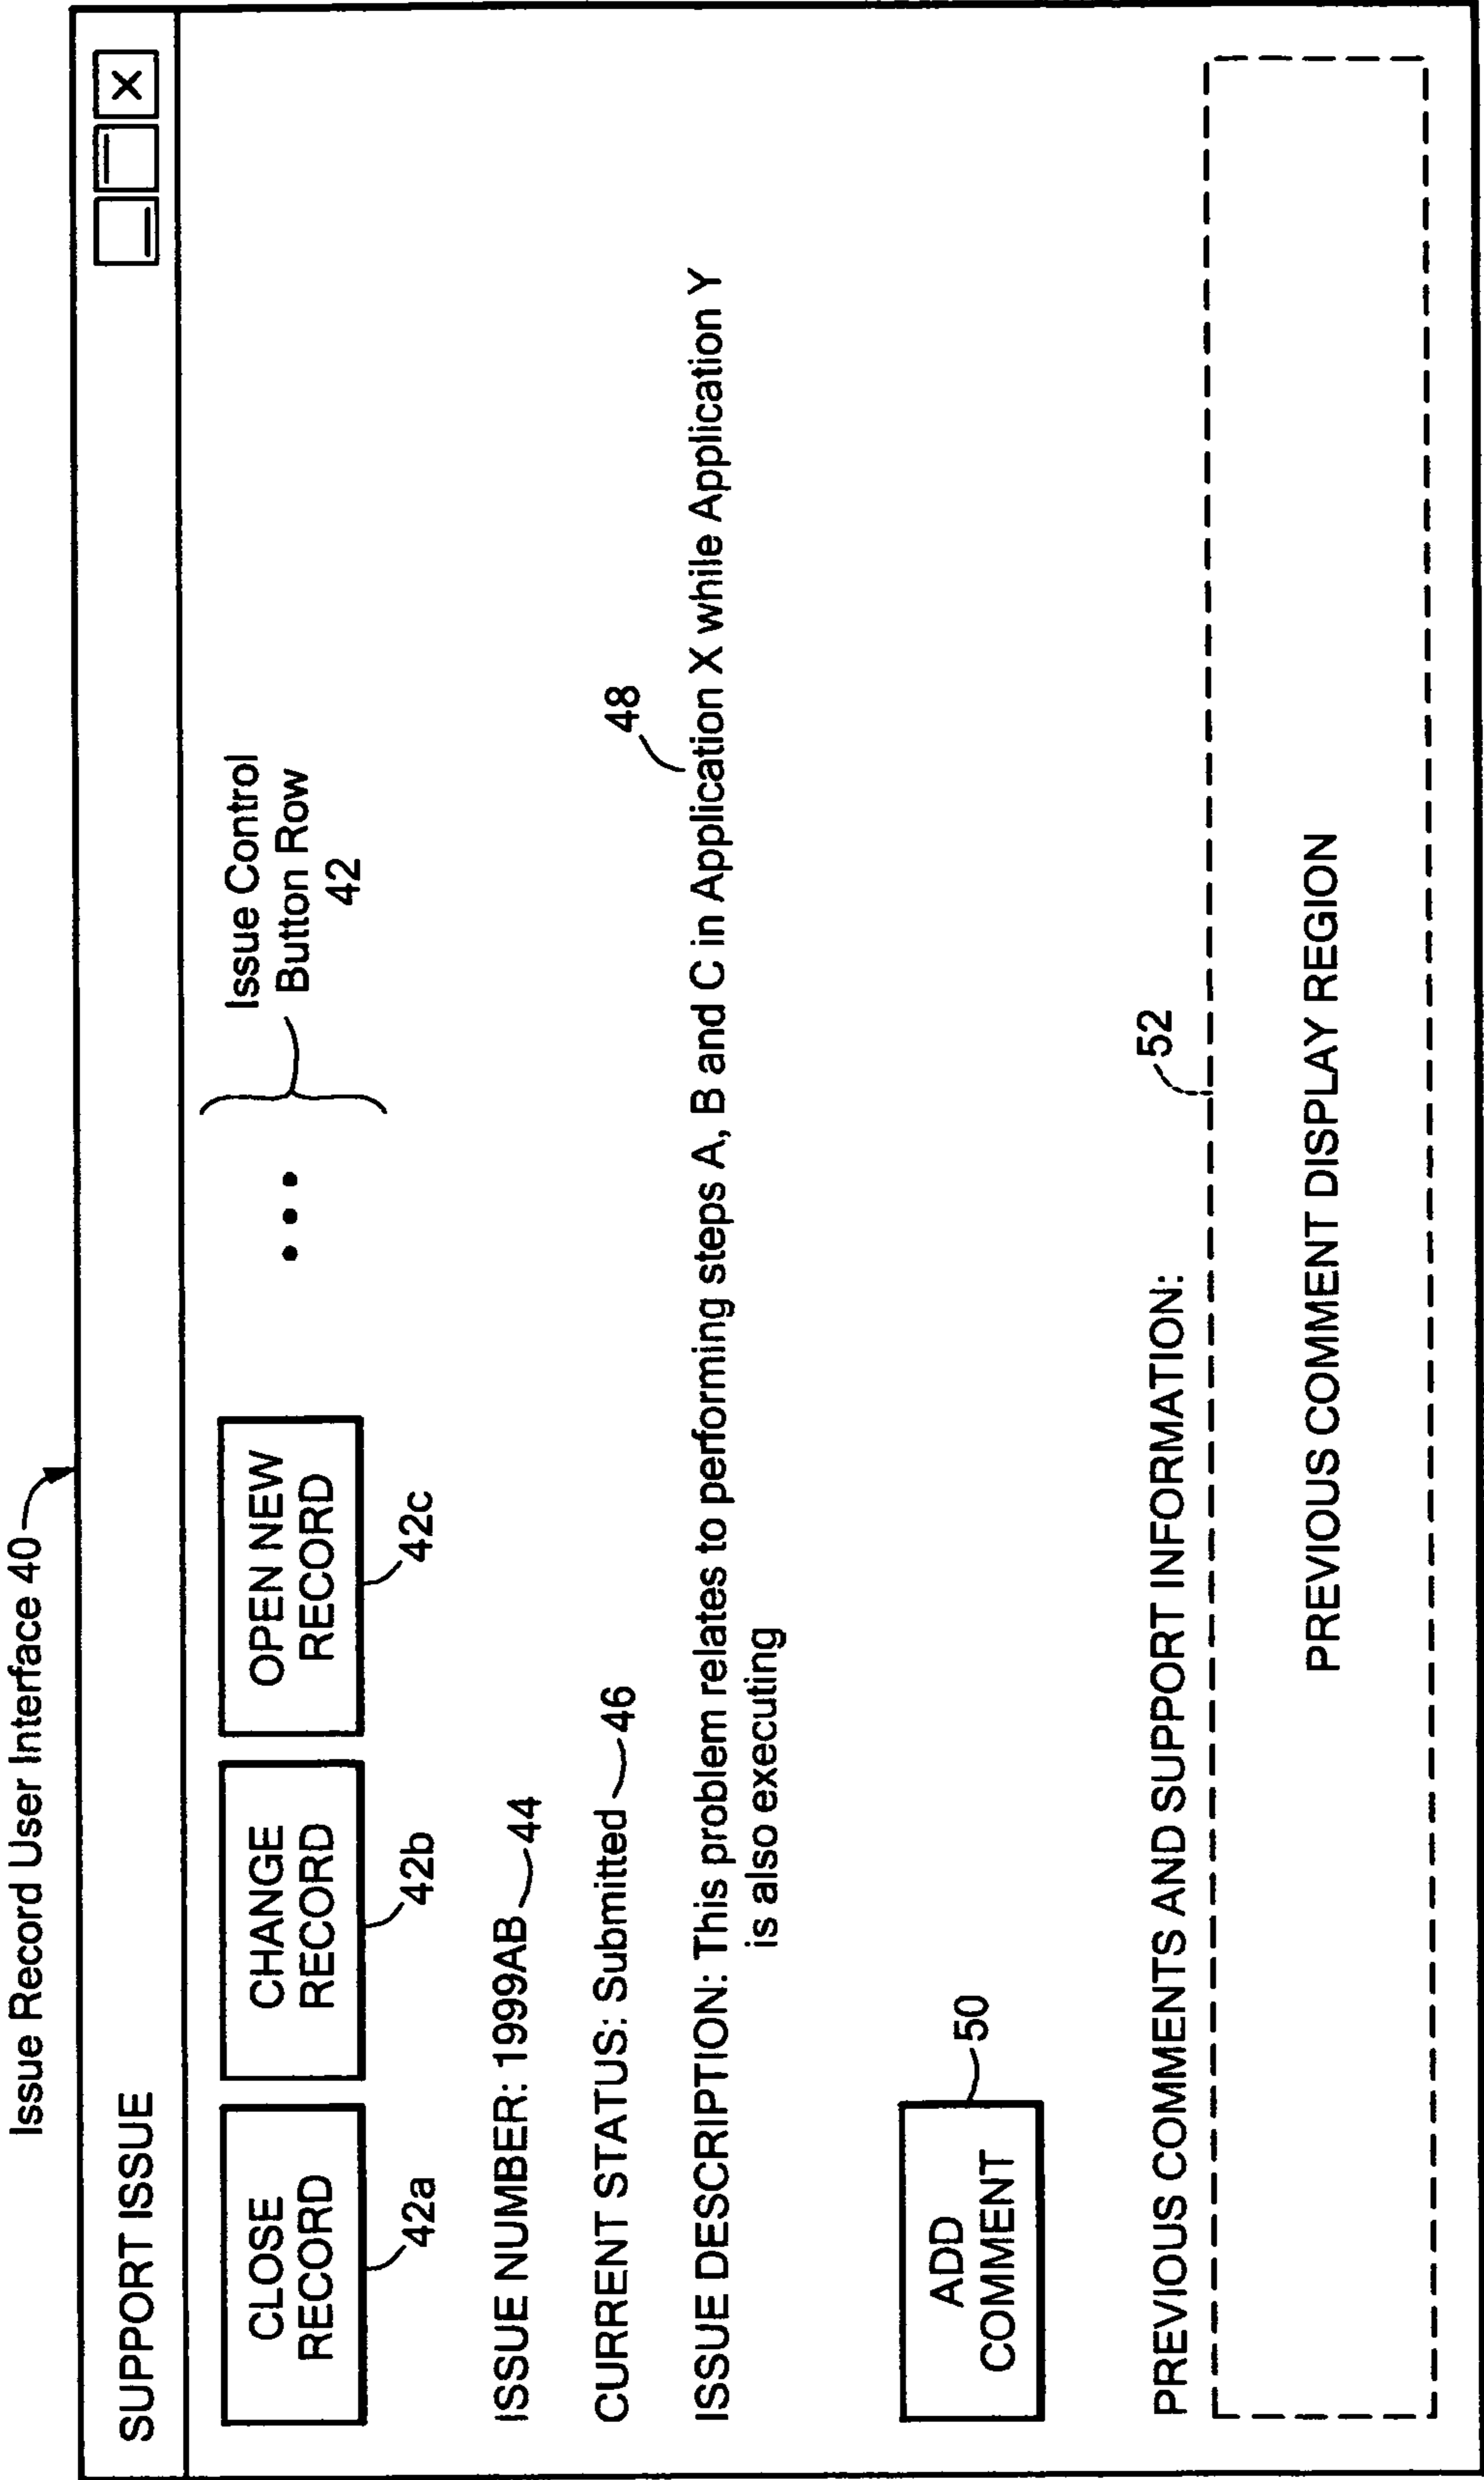 Issue Record User Interface 40
SUPPORT ISSUE
X
CLOSE
RECORD
42a
CHANGE
RECORD
42b
OPEN NEW
RECORD
42c
Issue Control
Button Row
42
ISSUE NUMBER: 1999AB 44
CURRENT STATUS: Submitted 46
48
ISSUE DESCRIPTION: This problem relates to performing steps A, B and C in Application X while Application Y
is also executing
ADD
COMMENT
50
PREVIOUS COMMENTS AND SUPPORT INFORMATION:
52
PREVIOUS COMMENT DISPLAY REGION